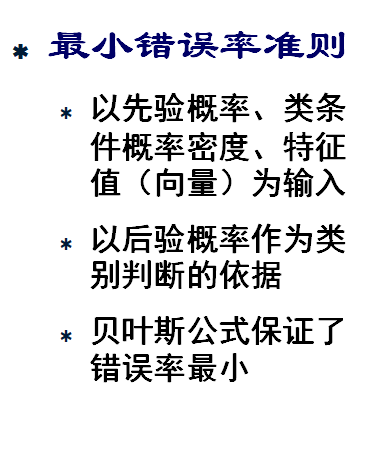 * 最小错误率准则
* 以先验概率、类条
件概率密度、特征
值（向量）为输入
* 以后验概率作为类
别判断的依据
* 贝叶斯公式保证了
错误率最小